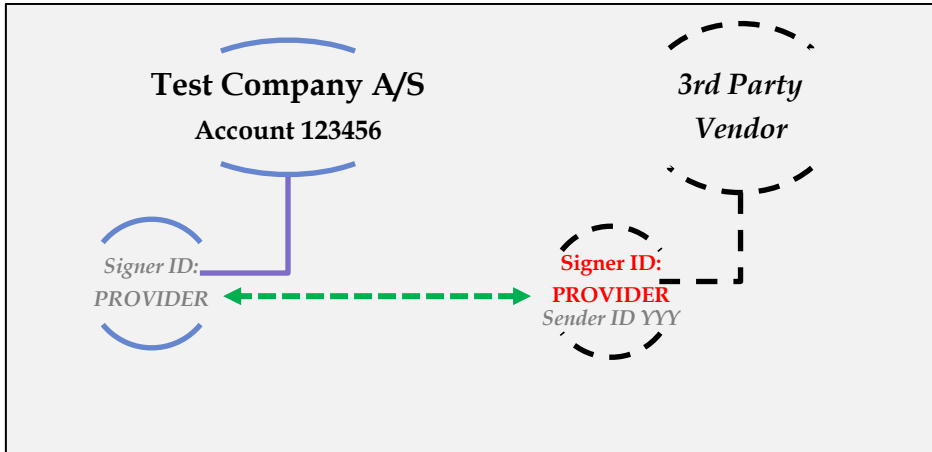 Test Company A/S
Account 123456
3rd Party
Vendor
Signer ID:
PROVIDER
Signer ID:
PROVIDER
Sender ID YYY